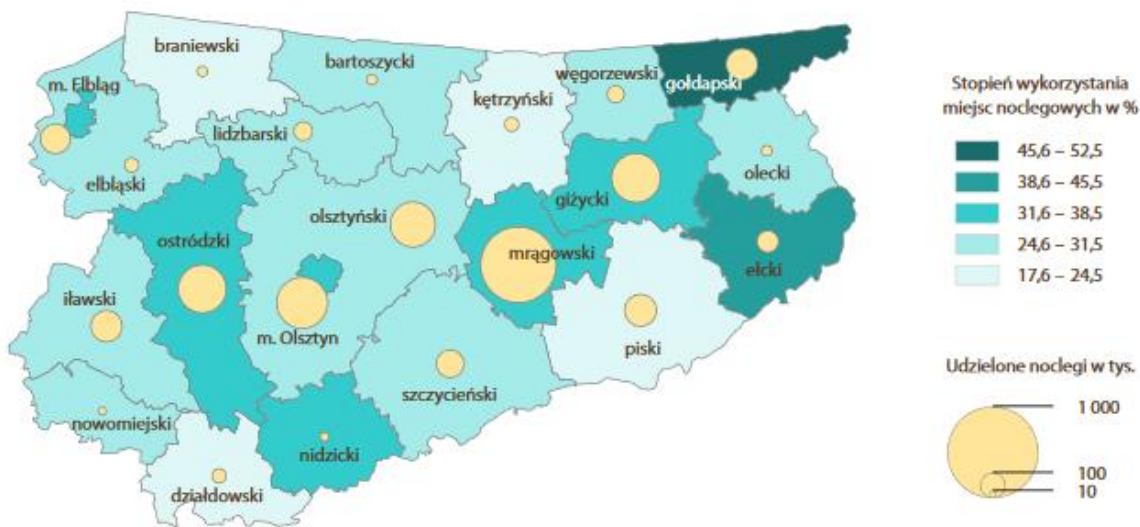 braniewski
bartoszycki
węgorzewski
gołdapski
m. Elbląg
kętrzyński
lidzbarski
olecki
elbląski
giżycki
olsztyński
ostródzki
mrągowski
ełcki
iławski
m. Olsztyn
piski
szczycieński
nowomiejski
nidzicki
działdowski
Stopień wykorzystania
miejsc noclegowych w %
45,6 – 52,5
38,6 – 45,5
31,6 – 38,5
24,6 – 31,5
17,6 – 24,5
Udzielone noclegi w tys.
1 000
100
10